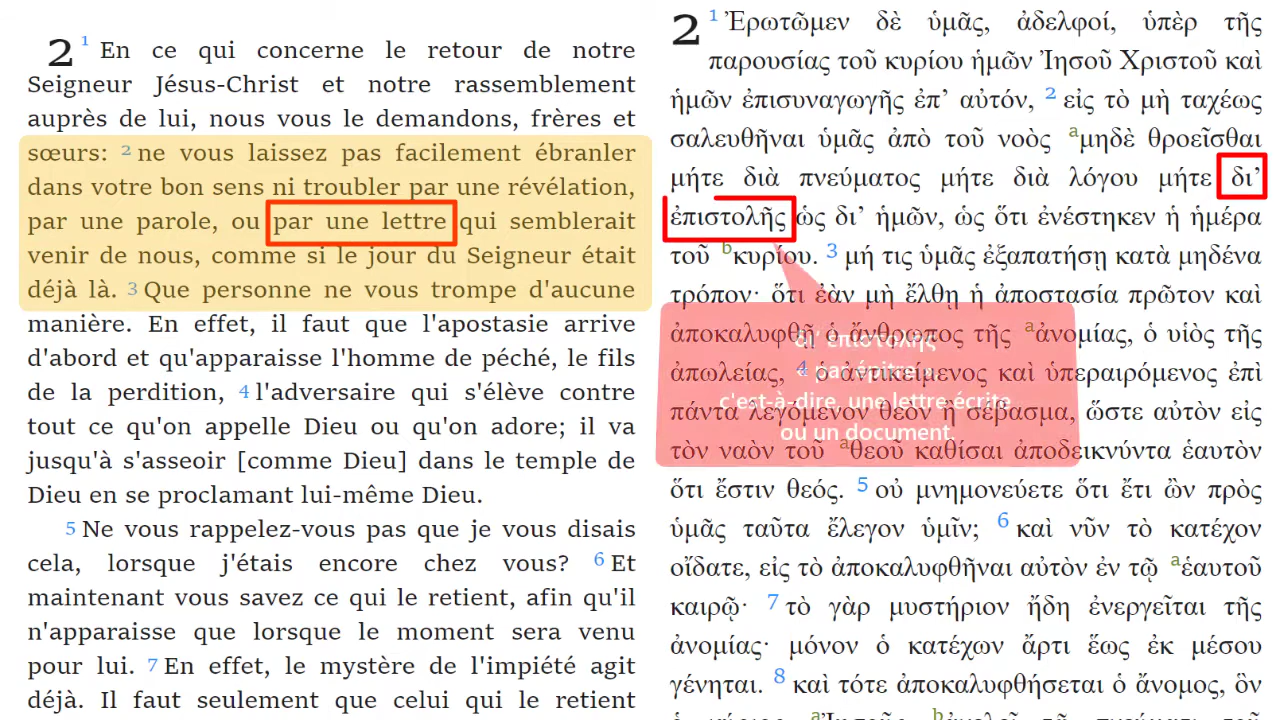 2 1 En ce qui concerne le retour de notre
Seigneur Jésus-Christ et notre rassemblement
auprès de lui, nous vous le demandons, frères et
sœurs: 2 ne vous laissez pas facilement ébranler
dans votre bon sens ni troubler par une révélation,
par une parole, ou par une lettre qui semblerait
venir de nous, comme si le jour du Seigneur était
déjà là. 3 Que personne ne vous trompe d'aucune
manière. En effet, il faut que l'apostasie arrive
d'abord et qu'apparaisse l'homme de péché, le fils
de la perdition, 4 l'adversaire qui s'élève contre
tout ce qu'on appelle Dieu ou qu'on adore; il va
jusqu'à s'asseoir [comme Dieu] dans le temple de
Dieu en se proclamant lui-même Dieu.
5 Ne vous rappelez-vous pas que je vous disais
cela, lorsque j'étais encore chez vous? 6 Et
maintenant vous savez ce qui le retient, afin qu'il
n'apparaisse que lorsque le moment sera venu
pour lui. 7 En effet, le mystère de l'impiété agit
déjà. Il faut seulement que celui qui le retient
2 1 Ἐρωτῶμεν δὲ ὑμᾶς, ἀδελφοί, ὑπὲρ τῆς
παρουσίας τοῦ κυρίου ἡμῶν Ἰησοῦ Χριστοῦ καὶ
ἡμῶν ἐπισυναγωγῆς ἐπ’ αὐτόν, 2 εἰς τὸ μὴ ταχέως
σαλευθῆναι ὑμᾶς ἀπὸ τοῦ νοὸς a μηδὲ θροεῖσθαι
μήτε διὰ πνεύματος μήτε διὰ λόγου μήτε δι’
ἐπιστολῆς ὡς δι’ ἡμῶν, ὡς ὅτι ἐνέστηκεν ἡ ἡμέρα
τοῦ b κυρίου. 3 μή τις ὑμᾶς ἐξαπατήσῃ κατὰ μηδένα
τρόπον· ὅτι ἐὰν μὴ ἔλθῃ ἡ ἀποστασία πρῶτον καὶ
ἀποκαλυφθῇ ὁ ἄνθρωπος τῆς a ἀνομίας, ὁ υἱὸς τῆς
ἀπωλείας, 4 ὁ ἀντικείμενος καὶ ὑπεραιρόμενος ἐπὶ
πάντα λεγόμενον θεὸν ἢ σέβασμα, ὥστε αὐτὸν εἰς
τὸν ναὸν τοῦ a θεοῦ καθίσαι ἀποδεικνύντα ἑαυτὸν
ὅτι ἔστιν θεός. 5 οὐ μνημονεύετε ὅτι ἔτι ὢν πρὸς
ὑμᾶς ταῦτα ἔλεγον ὑμῖν; 6 καὶ νῦν τὸ κατέχον
οἴδατε, εἰς τὸ ἀποκαλυφθῆναι αὐτὸν ἐν τῷ a ἑαυτοῦ
καιρῷ· 7 τὸ γὰρ μυστήριον ἤδη ἐνεργεῖται τῆς
ἀνομίας· μόνον ὁ κατέχων ἄρτι ἕως ἐκ μέσου
γένηται. 8 καὶ τότε ἀποκαλυφθήσεται ὁ ἄνομος, ὃν
δι’ ἐπιστολῆς
« par épitre »
c'est-à-dire, une lettre écrite
ou un document.